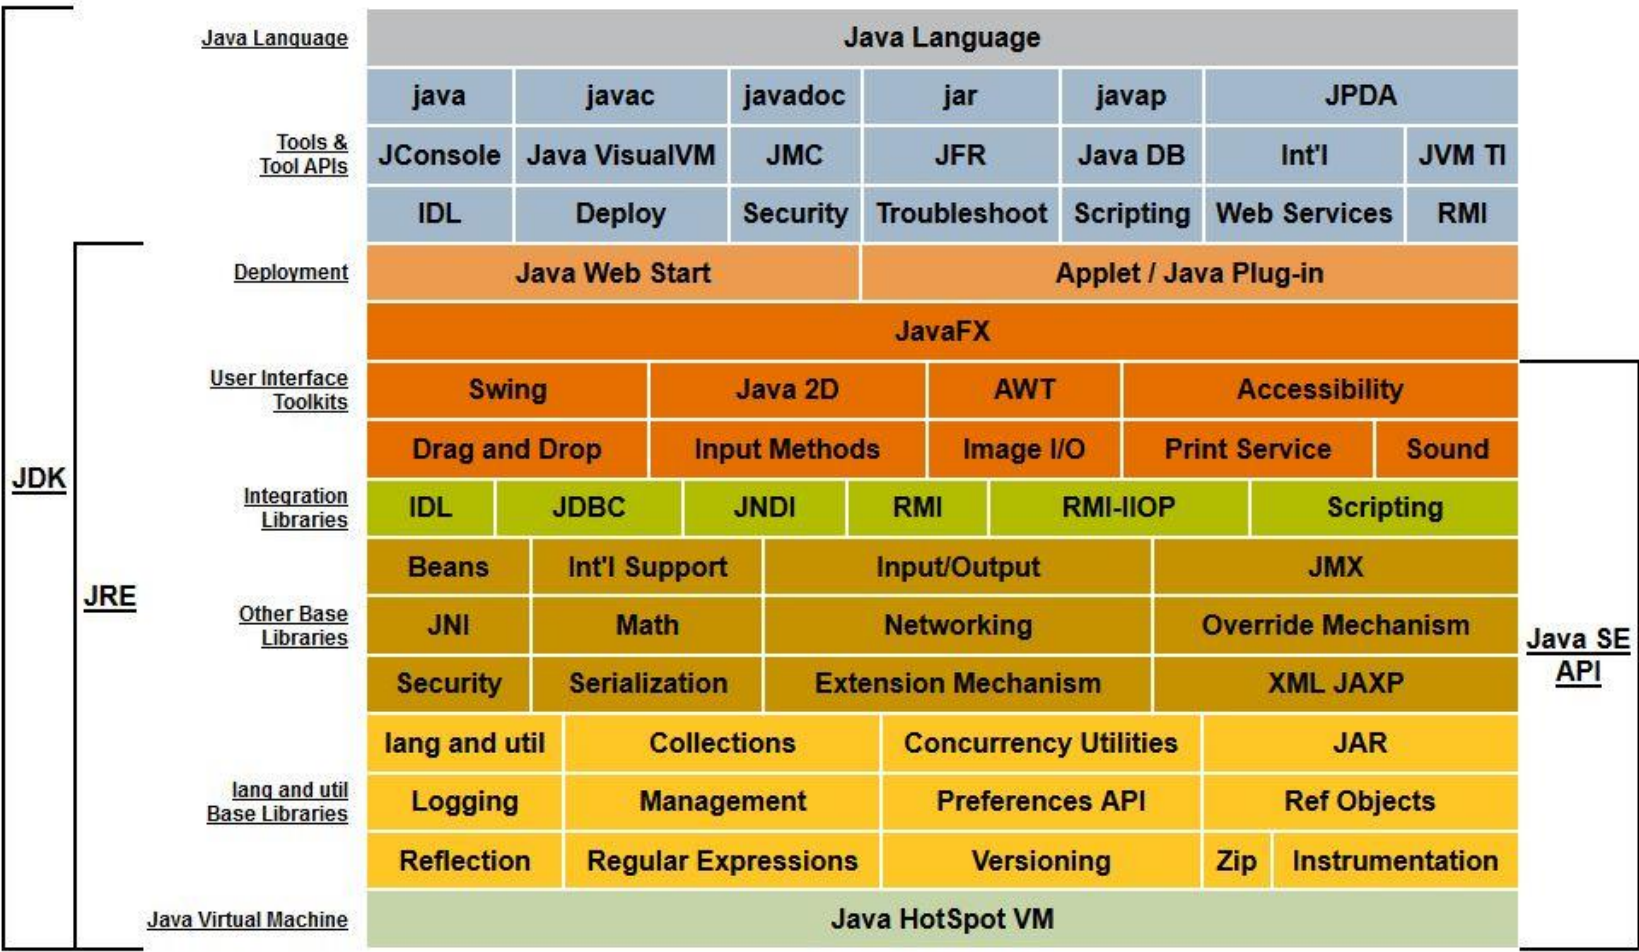 Java Language
Java Language
java javac javadoc jar javap JPDA
Tools &
Tool APIs
JConsole Java VisualVM JMC JFR Java DB Int'l JVM TI
IDL Deploy Security Troubleshoot Scripting Web Services RMI
Deployment
Java Web Start Applet / Java Plug-in
JavaFX
User Interface
Toolkits
Swing Java 2D AWT Accessibility
Drag and Drop Input Methods Image I/O Print Service Sound
JDK
Integration
Libraries
IDL JDBC JNDI RMI RMI-IIOP Scripting
Beans Int'l Support Input/Output JMX
JRE
Other Base
Libraries
JNI Math Networking Override Mechanism
Java SE
API
Security Serialization Extension Mechanism XML JAXP
lang and util Collections Concurrency Utilities JAR
lang and util
Base Libraries
Logging Management Preferences API Ref Objects
Reflection Regular Expressions Versioning Zip Instrumentation
Java Virtual Machine
Java HotSpot VM